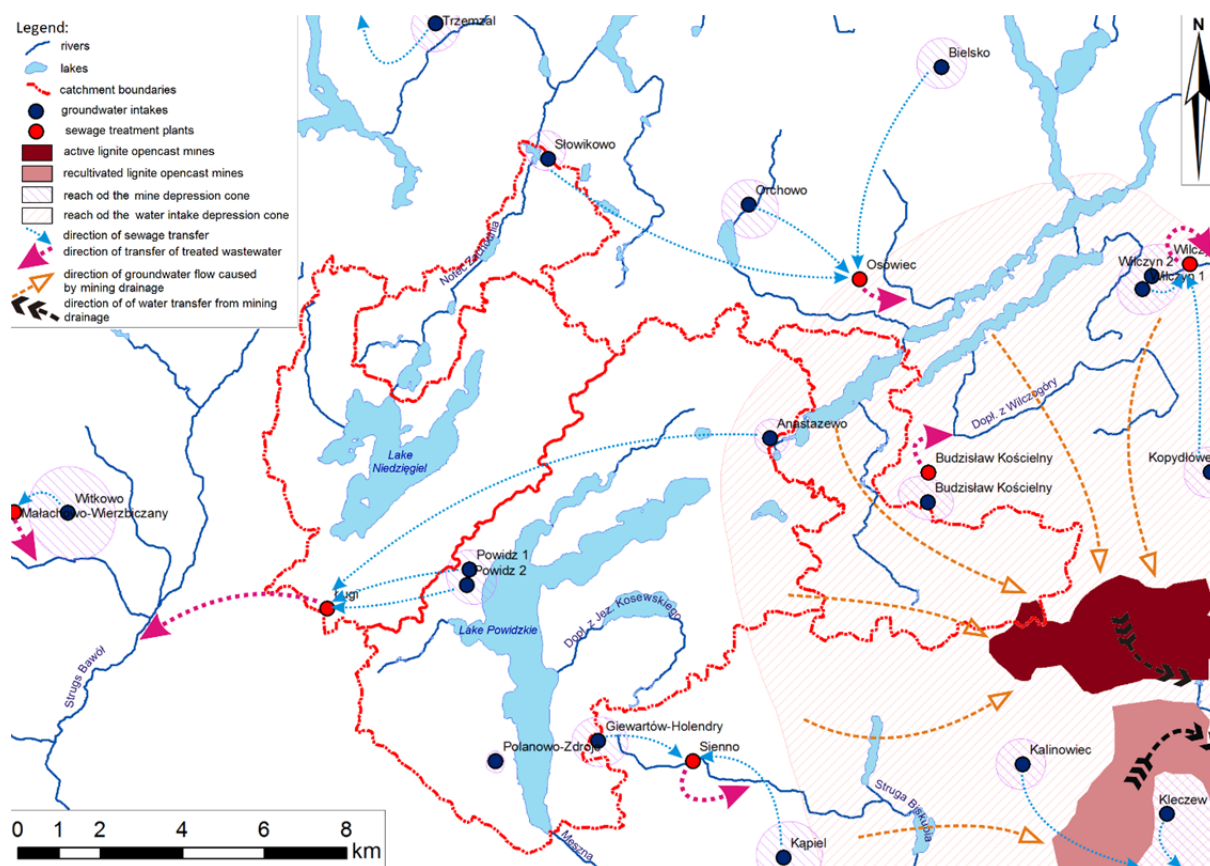 Legend:
rivers
lakes
catchment boundaries
groundwater intakes
sewage treatment plants
active lignite opencast mines
recultivated lignite opencast mines
reach od the mine depression cone
reach od the water intake depression cone
direction of sewage transfer
direction of transfer of treated wastewater
direction of groundwater flow caused
by mining drainage
direction of of water transfer from mining
drainage
Trzemżal
Bielsko
N
Słowikowo
Orchowo
Noteć Zachodnia
Osówiec
Wilcz
Wilczyn 2
Wilczyn 1
Dopł. z Wilczogóry
Anastazewo
Lake
Niedzięgiel
Budzisław Kościelny
Kopydłówe
Budzisław Kościelny
Witkowo
Małachowo-Wierzbiczany
Powidz 1
Powidz 2
Ługi
Lake Powidzkie
Dopł. z Jez. Kosewskiego
Strugs Bawół
Giewartów-Holendry
Polanowo-Zdroje
Sienno
Kalinowiec
Struga Biskupia
Kleczew
Meszna
Kąpiel
0 1 2 4 6 8
km